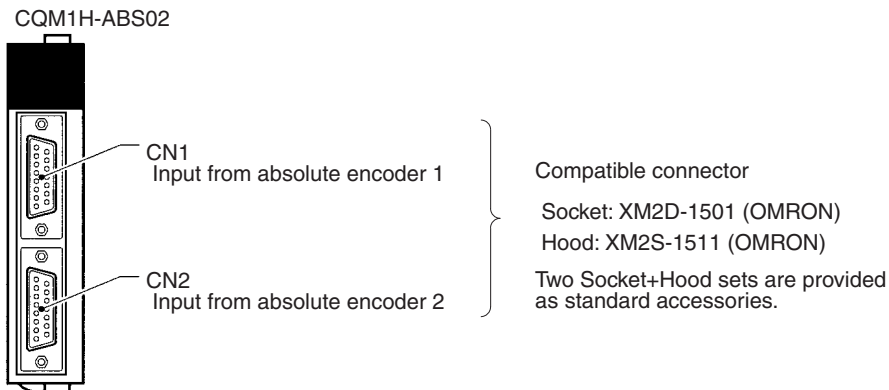 CQM1H-ABS02
CN1
Input from absolute encoder 1
CN2
Input from absolute encoder 2
Compatible connector
Socket: XM2D-1501 (OMRON)
Hood: XM2S-1511 (OMRON)
Two Socket+Hood sets are provided
as standard accessories.